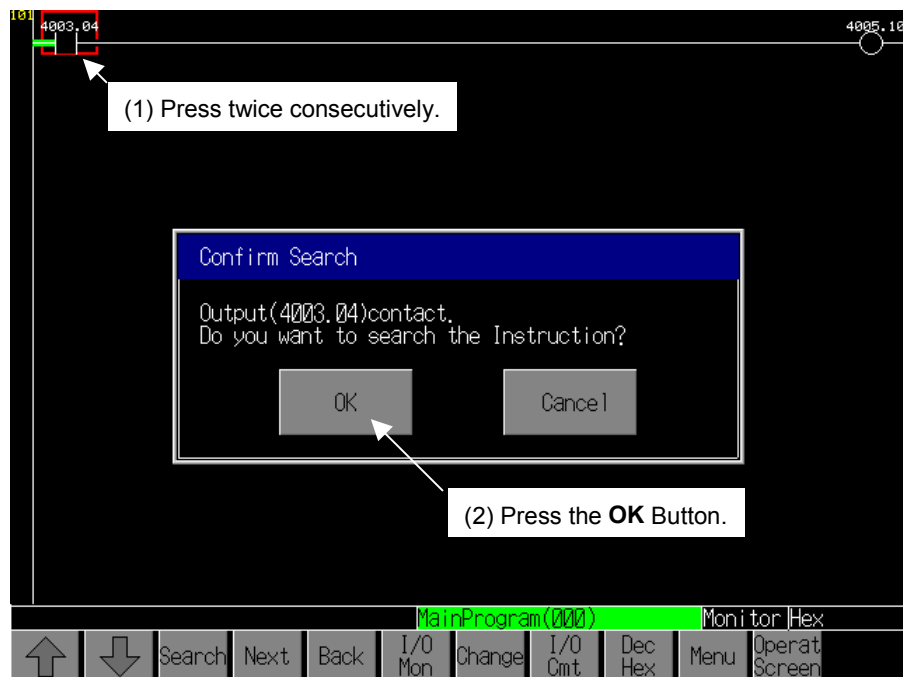 101
4003.04
4005.10
(1) Press twice consecutively.
Confirm Search
Output(4003.04)contact.
Do you want to search the Instruction?
OK
Cancel
(2) Press the OK Button.
MainProgram(000)
Monitor
Hex
Search
Next
Back
I/O
Mon
Change
I/O
Cmt
Dec
Hex
Menu
Operat
Screen